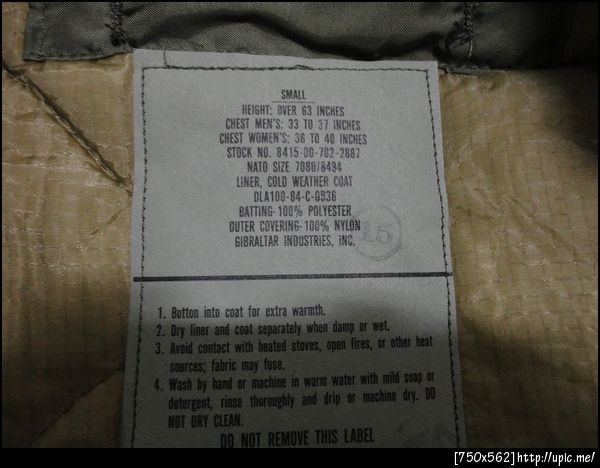 SMALL
HEIGHT: OVER 63 INCHES
CHEST MEN'S: 33 TO 37 INCHES
CHEST WOMEN'S: 36 TO 40 INCHES
STOCK NO. 8415-00-782-2887
NATO SIZE 7080/8494
LINER, COLD WEATHER COAT
DLA100-84-C-0536
BATTING-100% POLYESTER
OUTER COVERING-100% NYLON
GIBRALTAR INDUSTRIES, INC.
15
1. Button into coat for extra warmth.
2. Dry liner and coat separately when damp or wet.
3. Avoid contact with heated stoves, open fires, or other heat
sources; fabric may fuse.
4. Wash by hand or machine in warm water with mild soap or
detergent, rinse thoroughly and drip or machine dry. DO
NOT DRY CLEAN.
DO NOT REMOVE THIS LABEL
[750x562]http://upic.me/